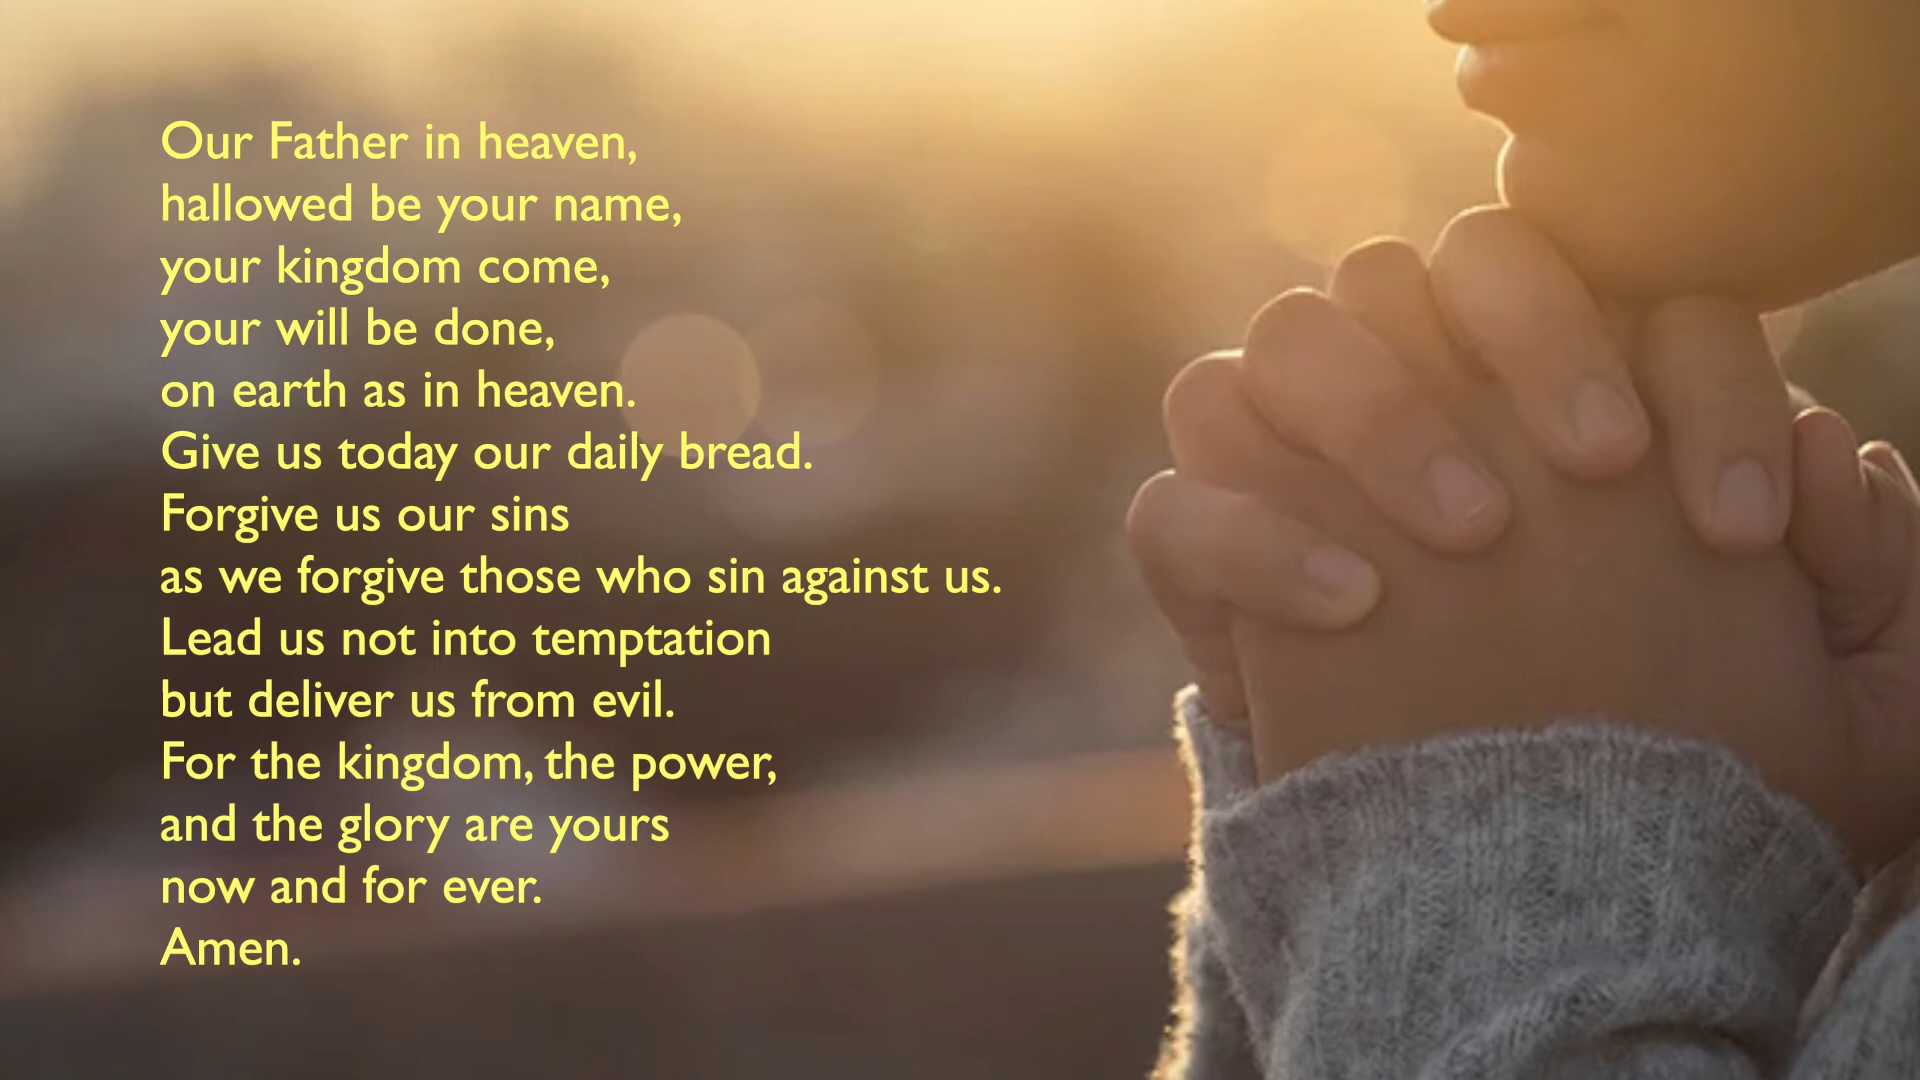 Our Father in heaven,
hallowed be your name,
your kingdom come,
your will be done,
on earth as in heaven.
Give us today our daily bread.
Forgive us our sins
as we forgive those who sin against us.
Lead us not into temptation
but deliver us from evil.
For the kingdom, the power,
and the glory are yours
now and for ever.
Amen.